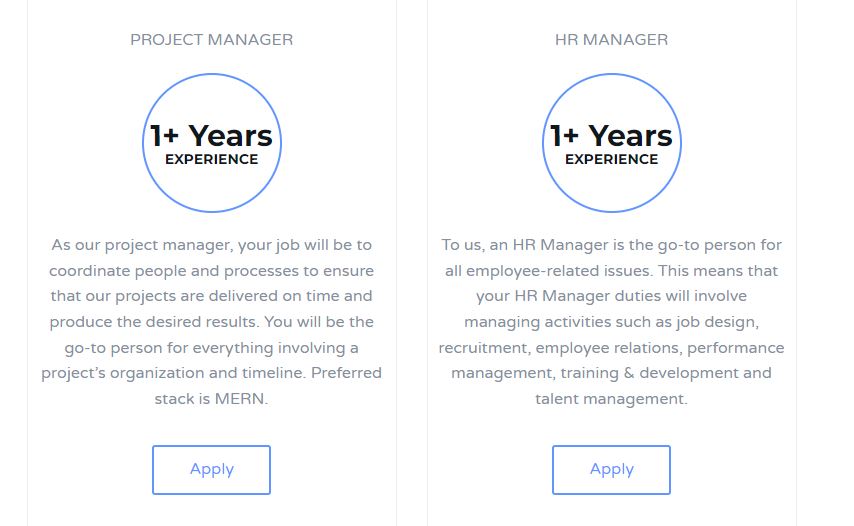 PROJECT MANAGER
1+ Years
EXPERIENCE
As our project manager, your job will be to
coordinate people and processes to ensure
that our projects are delivered on time and
produce the desired results. You will be the
go-to person for everything involving a
project’s organization and timeline. Preferred
stack is MERN.
Apply
HR MANAGER
1+ Years
EXPERIENCE
To us, an HR Manager is the go-to person for
all employee-related issues. This means that
your HR Manager duties will involve
managing activities such as job design,
recruitment, employee relations, performance
management, training & development and
talent management.
Apply